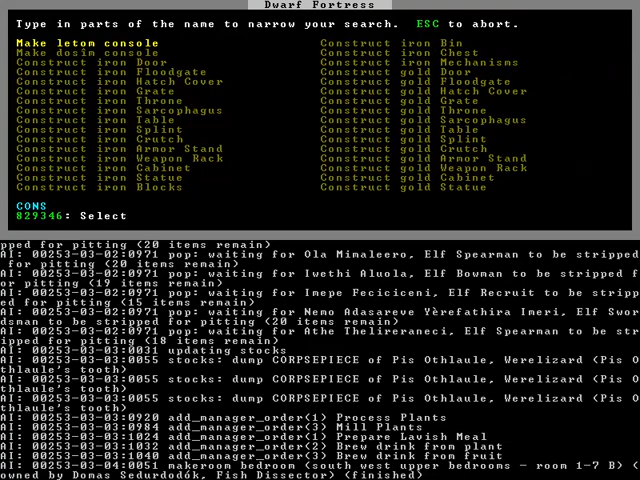 Dwarf Fortress
Type in parts of the name to narrow your search. ESC to abort.
Make letom console Construct iron Bin
Make dosim console Construct iron Chest
Construct iron Door Construct iron Mechanisms
Construct iron Floodgate Construct gold Door
Construct iron Hatch Cover Construct gold Floodgate
Construct iron Grate Construct gold Hatch Cover
Construct iron Throne Construct gold Grate
Construct iron Sarcophagus Construct gold Throne
Construct iron Table Construct gold Sarcophagus
Construct iron Splint Construct gold Table
Construct iron Crutch Construct gold Splint
Construct iron Armor Stand Construct gold Crutch
Construct iron Weapon Rack Construct gold Armor Stand
Construct iron Cabinet Construct gold Weapon Rack
Construct iron Statue Construct gold Cabinet
Construct iron Blocks Construct gold Statue
CONS
829346: Select
pped for pitting (20 items remain)
AI: 00253-03-02:0971 pop: waiting for Ola Mimaleero, Elf Spearman to be stripped
for pitting (20 items remain)
AI: 00253-03-02:0971 pop: waiting for Iwethi Aluola, Elf Bowman to be stripped f
or pitting (19 items remain)
AI: 00253-03-02:0971 pop: waiting for Imepe Feciciceni, Elf Recruit to be stripp
ed for pitting (15 items remain)
AI: 00253-03-02:0971 pop: waiting for Nemo Adasareve Yèrefathira Imeri, Elf Swor
dsman to be stripped for pitting (20 items remain)
AI: 00253-03-02:0971 pop: waiting for Athe Thelireraneci, Elf Spearman to be str
ipped for pitting (18 items remain)
AI: 00253-03-03:0031 updating stocks
AI: 00253-03-03:0055 stocks: dump CORPSEPIECE of Pis Othlaule, Werelizard (Pis O
thlaule's tooth)
AI: 00253-03-03:0055 stocks: dump CORPSEPIECE of Pis Othlaule, Werelizard (Pis O
thlaule's tooth)
AI: 00253-03-03:0055 stocks: dump CORPSEPIECE of Pis Othlaule, Werelizard (Pis O
thlaule's tooth)
AI: 00253-03-03:0920 add_manager_order(1) Process Plants
AI: 00253-03-03:0984 add_manager_order(3) Mill Plants
AI: 00253-03-03:1024 add_manager_order(1) Prepare Lavish Meal
AI: 00253-03-03:1032 add_manager_order(2) Brew drink from plant
AI: 00253-03-03:1040 add_manager_order(3) Brew drink from fruit
AI: 00253-03-04:0051 makeroom bedroom (south west upper bedrooms - room 1-7 B) (
owned by Domas Sedurdodók, Fish Dissector) (finished)